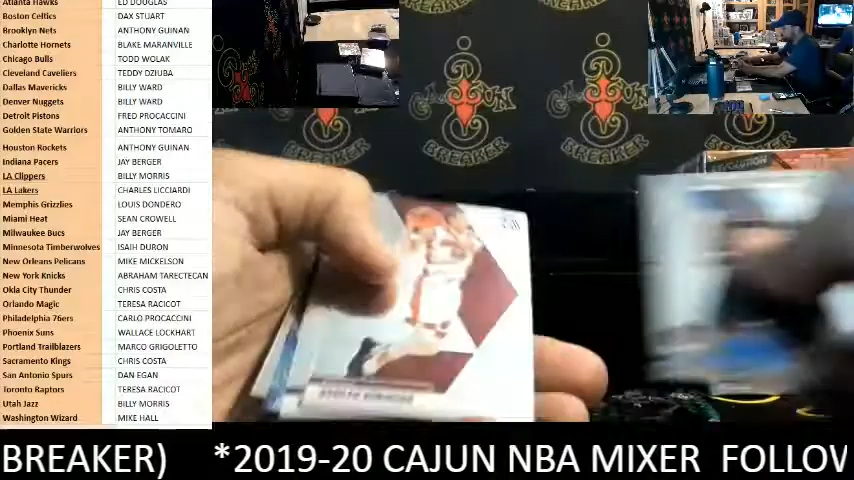 Atlanta Hawks ED DOUGLAS
Boston Celtics DAX STUART
Brooklyn Nets ANTHONY GUINAN
Charlotte Hornets BLAKE MARANVILLE
Chicago Bulls TODD WOLAK
Cleveland Cavaliers TEDDY DZIUBA
Dallas Mavericks BILLY WARD
Denver Nuggets BILLY WARD
Detroit Pistons FRED PROCACCINI
Golden State Warriors ANTHONY TOMARO
Houston Rockets ANTHONY GUINAN
Indiana Pacers JAY BERGER
LA Clippers BILLY MORRIS
LA Lakers CHARLES LICCIARDI
Memphis Grizzlies LOUIS DONDERO
Miami Heat SEAN CROWELL
Milwaukee Bucs JAY BERGER
Minnesota Timberwolves ISAIH DURON
New Orleans Pelicans MIKE MICKELSON
New York Knicks ABRAHAM TARECTECAN
Okla City Thunder CHRIS COSTA
Orlando Magic TERESA RACICOT
Philadelphia 76ers CARLO PROCACCINI
Phoenix Suns WALLACE LOCKHART
Portland Trailblazers MARCO GRIGOLETTO
Sacramento Kings CHRIS COSTA
San Antonio Spurs DAN EGAN
Toronto Raptors TERESA RACICOT
Utah Jazz BILLY MORRIS
Washington Wizard MIKE HALL
CAJUN
BREAKER
CAJUN
BREAKER
BREAKER
REVOLUTION
BREAKER) *2019-20 CAJUN NBA MIXER FOLLOW